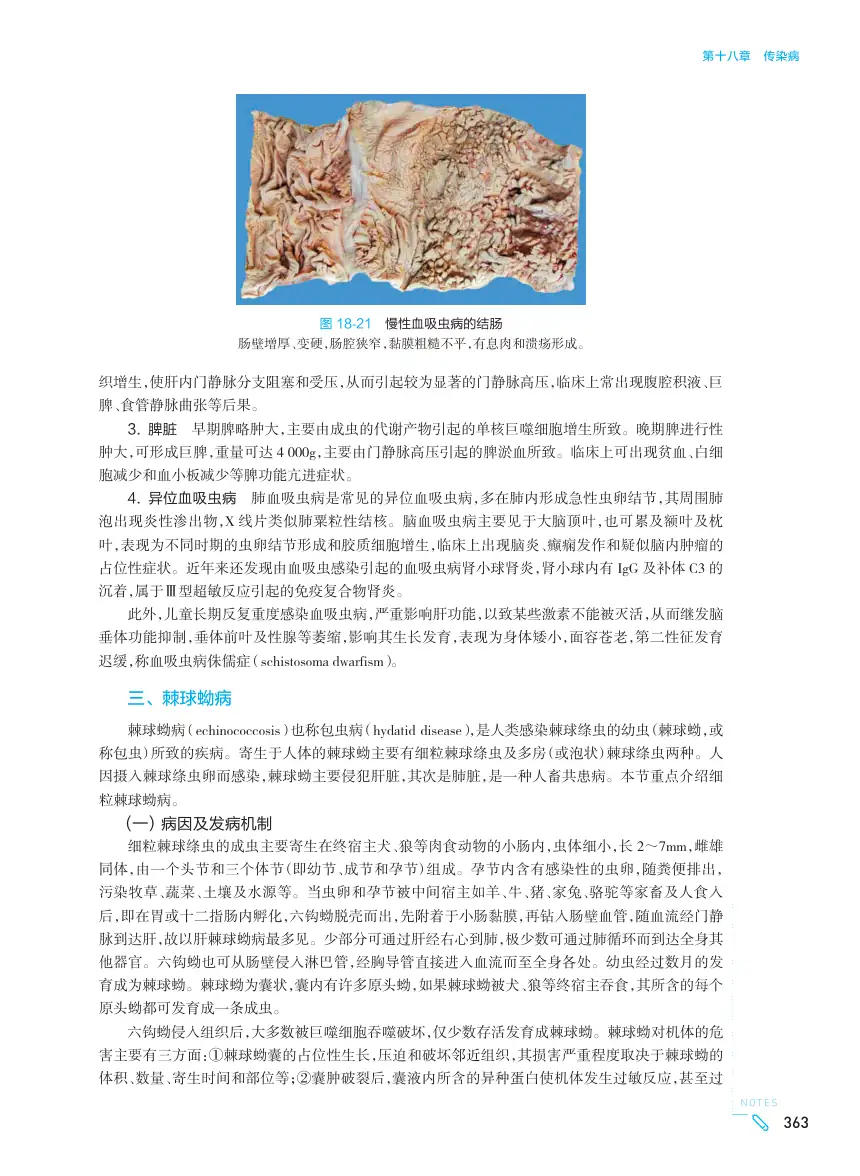 第十八章　传染病
图 18-21　慢性血吸虫病的结肠
肠壁增厚、变硬,肠腔狭窄,黏膜粗糙不平,有息肉和溃疡形成。
织增生,使肝内门静脉分支阻塞和受压,从而引起较为显著的门静脉高压,临床上常出现腹腔积液、巨
脾、食管静脉曲张等后果。
3. 脾脏　早期脾略肿大,主要由成虫的代谢产物引起的单核巨噬细胞增生所致。晚期脾进行性
肿大,可形成巨脾,重量可达 4 000g,主要由门静脉高压引起的脾淤血所致。临床上可出现贫血、白细
胞减少和血小板减少等脾功能亢进症状。
4. 异位血吸虫病　肺血吸虫病是常见的异位血吸虫病,多在肺内形成急性虫卵结节,其周围肺
泡出现炎性渗出物,X 线片类似肺粟粒性结核。脑血吸虫病主要见于大脑顶叶,也可累及额叶及枕
叶,表现为不同时期的虫卵结节形成和胶质细胞增生,临床上出现脑炎、癫痫发作和疑似脑内肿瘤的
占位性症状。近年来还发现由血吸虫感染引起的血吸虫病肾小球肾炎,肾小球内有 IgG 及补体 C3 的
沉着,属于Ⅲ型超敏反应引起的免疫复合物肾炎。
此外,儿童长期反复重度感染血吸虫病,严重影响肝功能,以致某些激素不能被灭活,从而继发脑
垂体功能抑制,垂体前叶及性腺等萎缩,影响其生长发育,表现为身体矮小,面容苍老,第二性征发育
迟缓,称血吸虫病侏儒症(schistosoma dwarfism)。
三、棘球蚴病
棘球蚴病(echinococcosis)也称包虫病(hydatid disease),是人类感染棘球绦虫的幼虫(棘球蚴,或
称包虫)所致的疾病。寄生于人体的棘球蚴主要有细粒棘球绦虫及多房(或泡状)棘球绦虫两种。人
因摄入棘球绦虫卵而感染,棘球蚴主要侵犯肝脏,其次是肺脏,是一种人畜共患病。本节重点介绍细
粒棘球蚴病。
(一)病因及发病机制
细粒棘球绦虫的成虫主要寄生在终宿主犬、狼等肉食动物的小肠内,虫体细小,长 2～7mm,雌雄
同体,由一个头节和三个体节(即幼节、成节和孕节)组成。孕节内含有感染性的虫卵,随粪便排出,
污染牧草、蔬菜、土壤及水源等。当虫卵和孕节被中间宿主如羊、牛、猪、家兔、骆驼等家畜及人食入
后,即在胃或十二指肠内孵化,六钩蚴脱壳而出,先附着于小肠黏膜,再钻入肠壁血管,随血流经门静
脉到达肝,故以肝棘球蚴病最多见。少部分可通过肝经右心到肺,极少数可通过肺循环而到达全身其
他器官。六钩蚴也可从肠壁侵入淋巴管,经胸导管直接进入血流而至全身各处。幼虫经过数月的发
育成为棘球蚴。棘球蚴为囊状,囊内有许多原头蚴,如果棘球蚴被犬、狼等终宿主吞食,其所含的每个
原头蚴都可发育成一条成虫。
六钩蚴侵入组织后,大多数被巨噬细胞吞噬破坏,仅少数存活发育成棘球蚴。棘球蚴对机体的危
害主要有三方面:①棘球蚴囊的占位性生长,压迫和破坏邻近组织,其损害严重程度取决于棘球蚴的
体积、数量、寄生时间和部位等;②囊肿破裂后,囊液内所含的异种蛋白使机体发生过敏反应,甚至过
NOTES
363